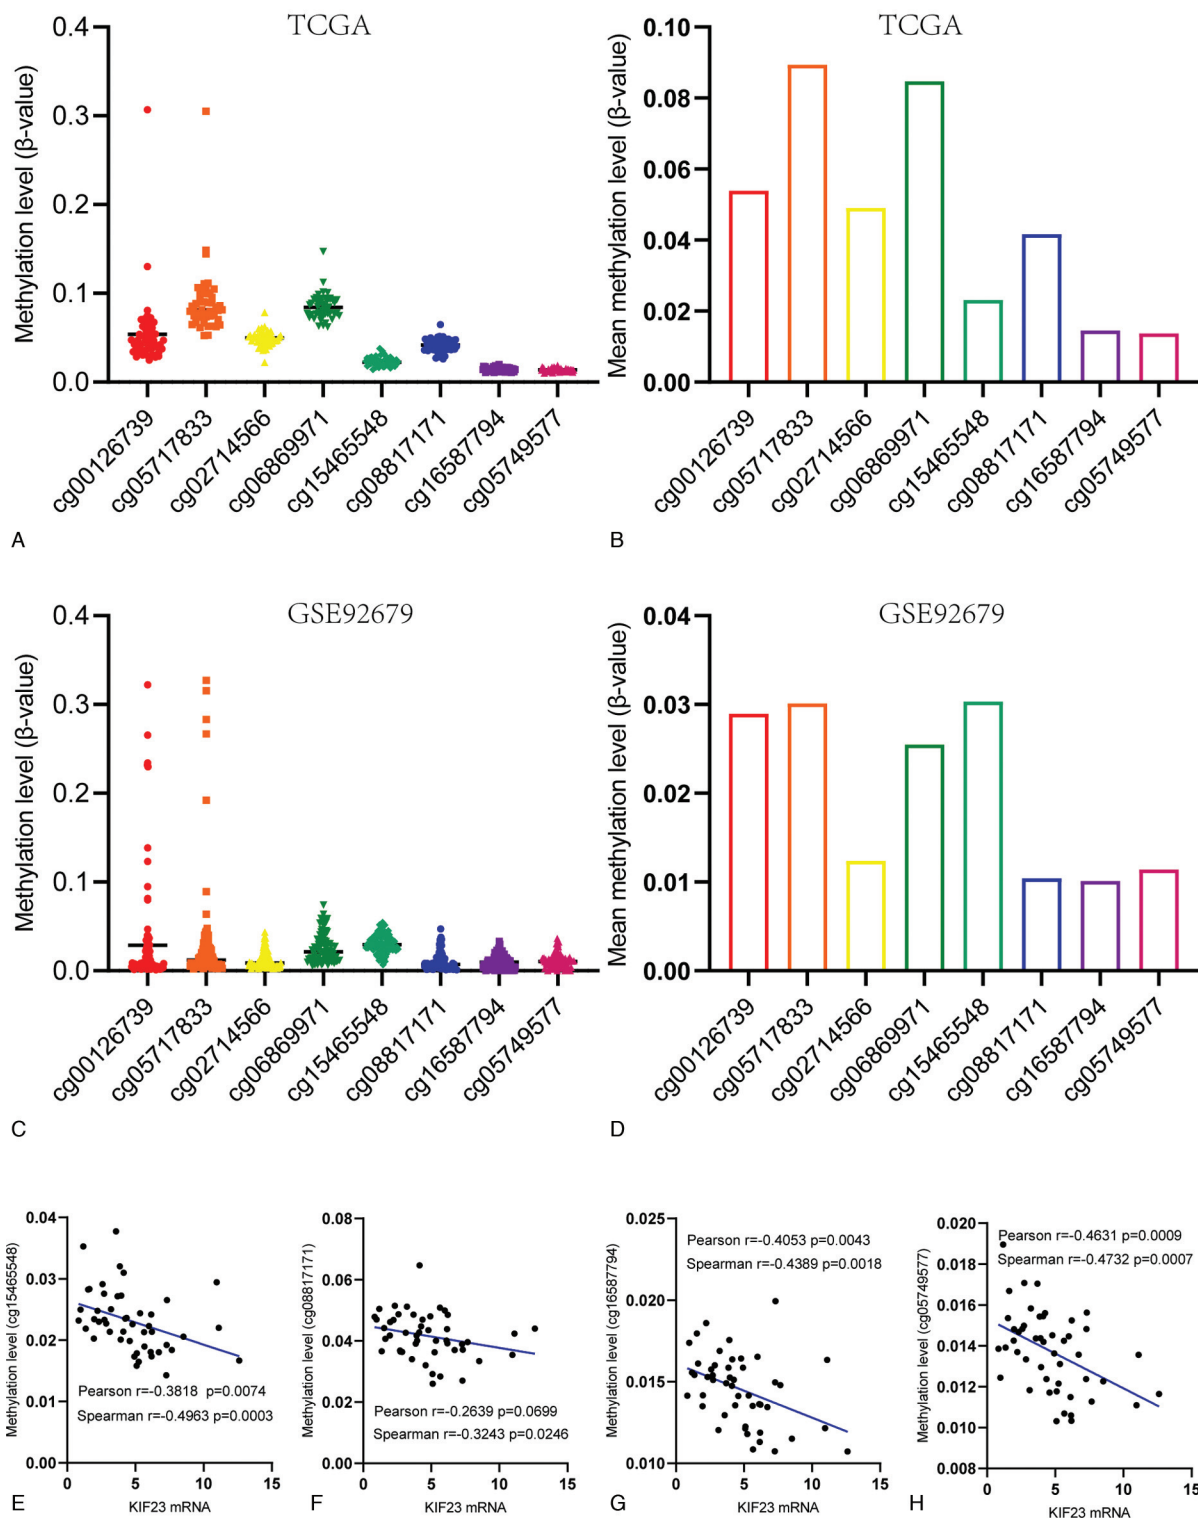 TCGA
Methylation level (β-value)
0.4
0.3
0.2
0.1
0.0
cg00126739
cg05717833
cg02714566
cg06869971
cg15465548
cg08817171
cg16587794
cg05749577
A
TCGA
Mean methylation level (β-value)
0.10
0.08
0.06
0.04
0.02
0.00
cg00126739
cg05717833
cg02714566
cg06869971
cg15465548
cg08817171
cg16587794
cg05749577
B
GSE92679
Methylation level (β-value)
0.4
0.3
0.2
0.1
0.0
cg00126739
cg05717833
cg02714566
cg06869971
cg15465548
cg08817171
cg16587794
cg05749577
C
GSE92679
Mean methylation level (β-value)
0.04
0.03
0.02
0.01
0.00
cg00126739
cg05717833
cg02714566
cg06869971
cg15465548
cg08817171
cg16587794
cg05749577
D
Methylation level (cg15465548)
0.04
0.03
0.02
0.01
0.00
Pearson r=-0.3818 p=0.0074
Spearman r=-0.4963 p=0.0003
0 5 10 15
KIF23 mRNA
E
Methylation level (cg08817171)
0.08
0.06
0.04
0.02
0.00
Pearson r=-0.2639 p=0.0699
Spearman r=-0.3243 p=0.0246
0 5 10 15
KIF23 mRNA
F
Methylation level (cg16587794)
0.025
0.020
0.015
0.010
Pearson r=-0.4053 p=0.0043
Spearman r=-0.4389 p=0.0018
0 5 10 15
KIF23 mRNA
G
Methylation level (cg05749577)
0.020
0.018
0.016
0.014
0.012
0.010
0.008
Pearson r=-0.4631 p=0.0009
Spearman r=-0.4732 p=0.0007
0 5 10 15
KIF23 mRNA
H